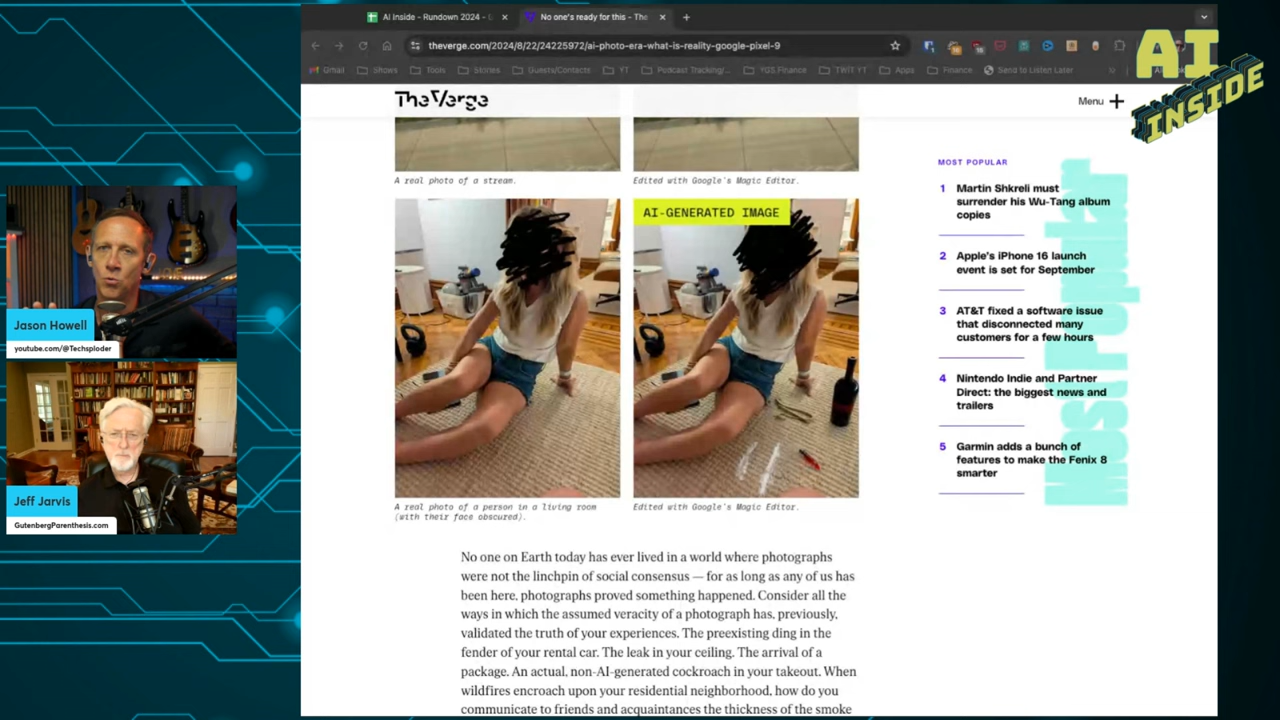 AI Inside - Rundown 2024 -
No one's ready for this - The
theverge.com/2024/8/22/24225972/ai-photo-era-what-is-reality-google-pixel-9
Gmail
Shows
Tools
Stories
Guests/Contacts
YT
Podcast Tracking/...
YGS Finance
TWiT YT
Apps
Finance
Send to Listen Later
AI
INSIDE
The Verge
Menu
A real photo of a stream.
Edited with Google's Magic Editor.
AI-GENERATED IMAGE
A real photo of a person in a living room
(with their face obscured).
Edited with Google's Magic Editor.
MOST POPULAR
Most Popular
1 Martin Shkreli must
surrender his Wu-Tang album
copies
2 Apple's iPhone 16 launch
event is set for September
3 AT&T fixed a software issue
that disconnected many
customers for a few hours
4 Nintendo Indie and Partner
Direct: the biggest news and
trailers
5 Garmin adds a bunch of
features to make the Fenix 8
smarter
Jason Howell
youtube.com/@Techsploder
Jeff Jarvis
GutenbergParenthesis.com
No one on Earth today has ever lived in a world where photographs
were not the linchpin of social consensus — for as long as any of us has
been here, photographs proved something happened. Consider all the
ways in which the assumed veracity of a photograph has, previously,
validated the truth of your experiences. The preexisting ding in the
fender of your rental car. The leak in your ceiling. The arrival of a
package. An actual, non-AI-generated cockroach in your takeout. When
wildfires encroach upon your residential neighborhood, how do you
communicate to friends and acquaintances the thickness of the smoke